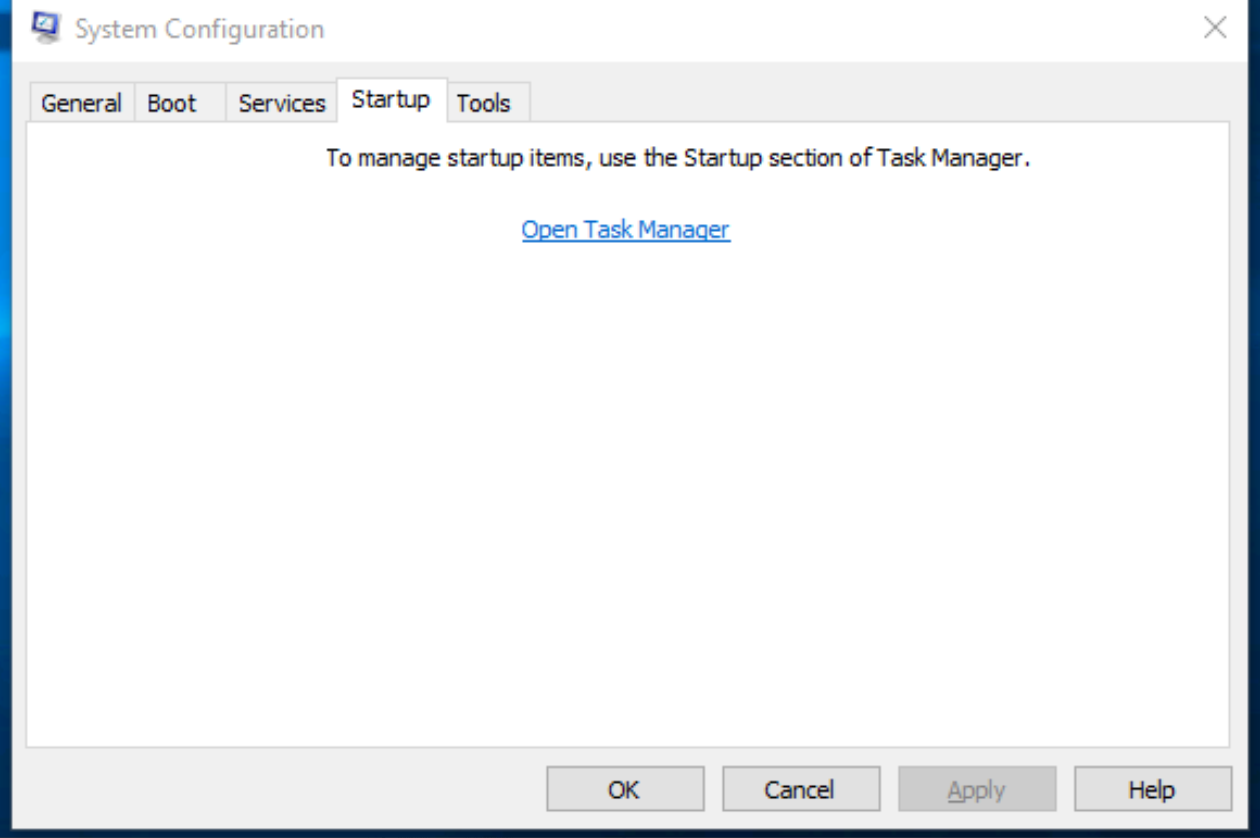 System Configuration
General Boot Services Startup Tools
To manage startup items, use the Startup section of Task Manager.
Open Task Manager
OK Cancel Apply Help